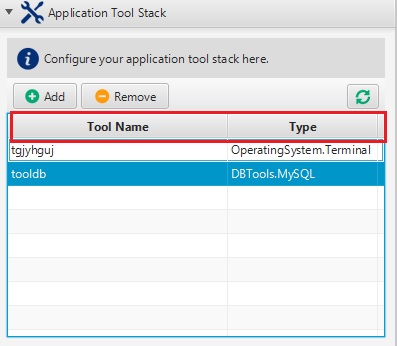 Application Tool Stack
Configure your application tool stack here.
Add Remove
Tool Name Type
tgjyhguj OperatingSystem.Terminal
tooldb DBTools.MySQL